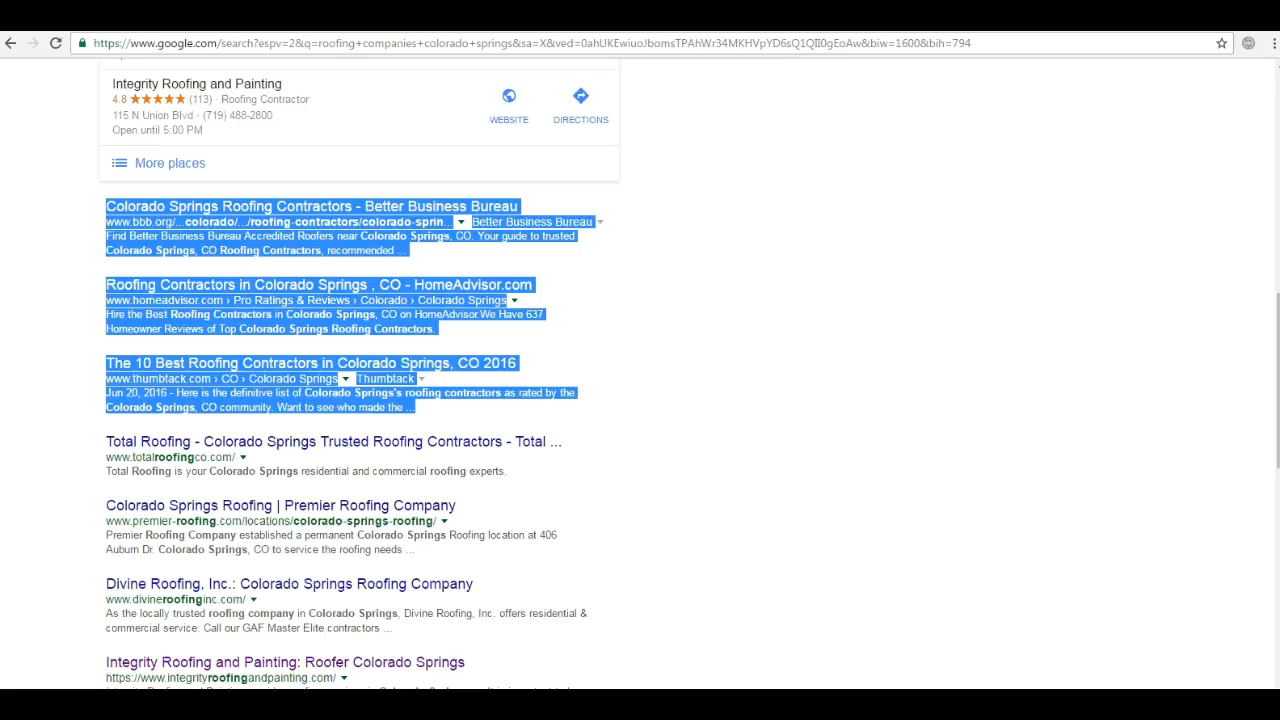 https://www.google.com/search?espv=2&q=roofing+companies+colorado+springs&sa=X&ved=0ahUKEwiuoJbomsTPAhWr34MKHVpYD6sQ1QII0gEoAw&biw=1600&bih=794
Integrity Roofing and Painting
4.8 ★★★★★ (113) · Roofing Contractor
115 N Union Blvd · (719) 488-2800
Open until 5:00 PM
WEBSITE
DIRECTIONS
More places
Colorado Springs Roofing Contractors - Better Business Bureau
www.bbb.org/...colorado/.../roofing-contractors/colorado-sprin... ▼ Better Business Bureau ▼
Find Better Business Bureau Accredited Roofers near Colorado Springs, CO. Your guide to trusted
Colorado Springs, CO Roofing Contractors, recommended ...
Roofing Contractors in Colorado Springs , CO - HomeAdvisor.com
www.homeadvisor.com › Pro Ratings & Reviews › Colorado › Colorado Springs ▼
Hire the Best Roofing Contractors in Colorado Springs, CO on HomeAdvisor.We Have 637
Homeowner Reviews of Top Colorado Springs Roofing Contractors.
The 10 Best Roofing Contractors in Colorado Springs, CO 2016
www.thumbtack.com › CO › Colorado Springs ▼ Thumbtack ▼
Jun 20, 2016 - Here is the definitive list of Colorado Springs's roofing contractors as rated by the
Colorado Springs, CO community. Want to see who made the ...
Total Roofing - Colorado Springs Trusted Roofing Contractors - Total ...
www.totalroofingco.com/ ▼
Total Roofing is your Colorado Springs residential and commercial roofing experts.
Colorado Springs Roofing | Premier Roofing Company
www.premier-roofing.com/locations/colorado-springs-roofing/ ▼
Premier Roofing Company established a permanent Colorado Springs Roofing location at 406
Auburn Dr. Colorado Springs, CO to service the roofing needs ...
Divine Roofing, Inc.: Colorado Springs Roofing Company
www.divineroofinginc.com/ ▼
As the locally trusted roofing company in Colorado Springs, Divine Roofing, Inc. offers residential &
commercial service. Call our GAF Master Elite contractors ...
Integrity Roofing and Painting: Roofer Colorado Springs
https://www.integrityroofingandpainting.com/ ▼